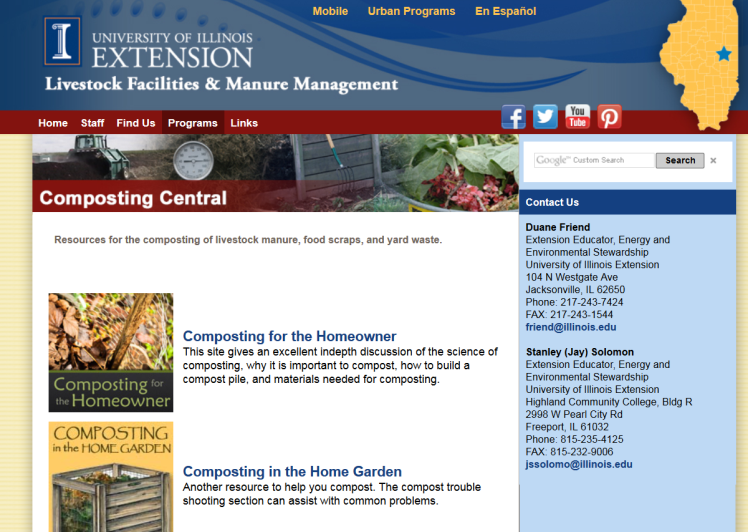 Mobile Urban Programs En Español
I
UNIVERSITY OF ILLINOIS
EXTENSION
Livestock Facilities & Manure Management
Home Staff Find Us Programs Links
f You Tube P
Composting Central
Google™ Custom Search Search ×
Resources for the composting of livestock manure, food scraps, and yard waste.
Composting for
the Homeowner
Composting for the Homeowner
This site gives an excellent indepth discussion of the science of
composting, why it is important to compost, how to build a
compost pile, and materials needed for composting.
COMPOSTING
in the HOME GARDEN
Composting in the Home Garden
Another resource to help you compost. The compost trouble
shooting section can assist with common problems.
Contact Us
Duane Friend
Extension Educator, Energy and
Environmental Stewardship
University of Illinois Extension
104 N Westgate Ave
Jacksonville, IL 62650
Phone: 217-243-7424
FAX: 217-243-1544
friend@illinois.edu
Stanley (Jay) Solomon
Extension Educator, Energy and
Environmental Stewardship
University of Illinois Extension
Highland Community College, Bldg R
2998 W Pearl City Rd
Freeport, IL 61032
Phone: 815-235-4125
FAX: 815-232-9006
jssolomo@illinois.edu